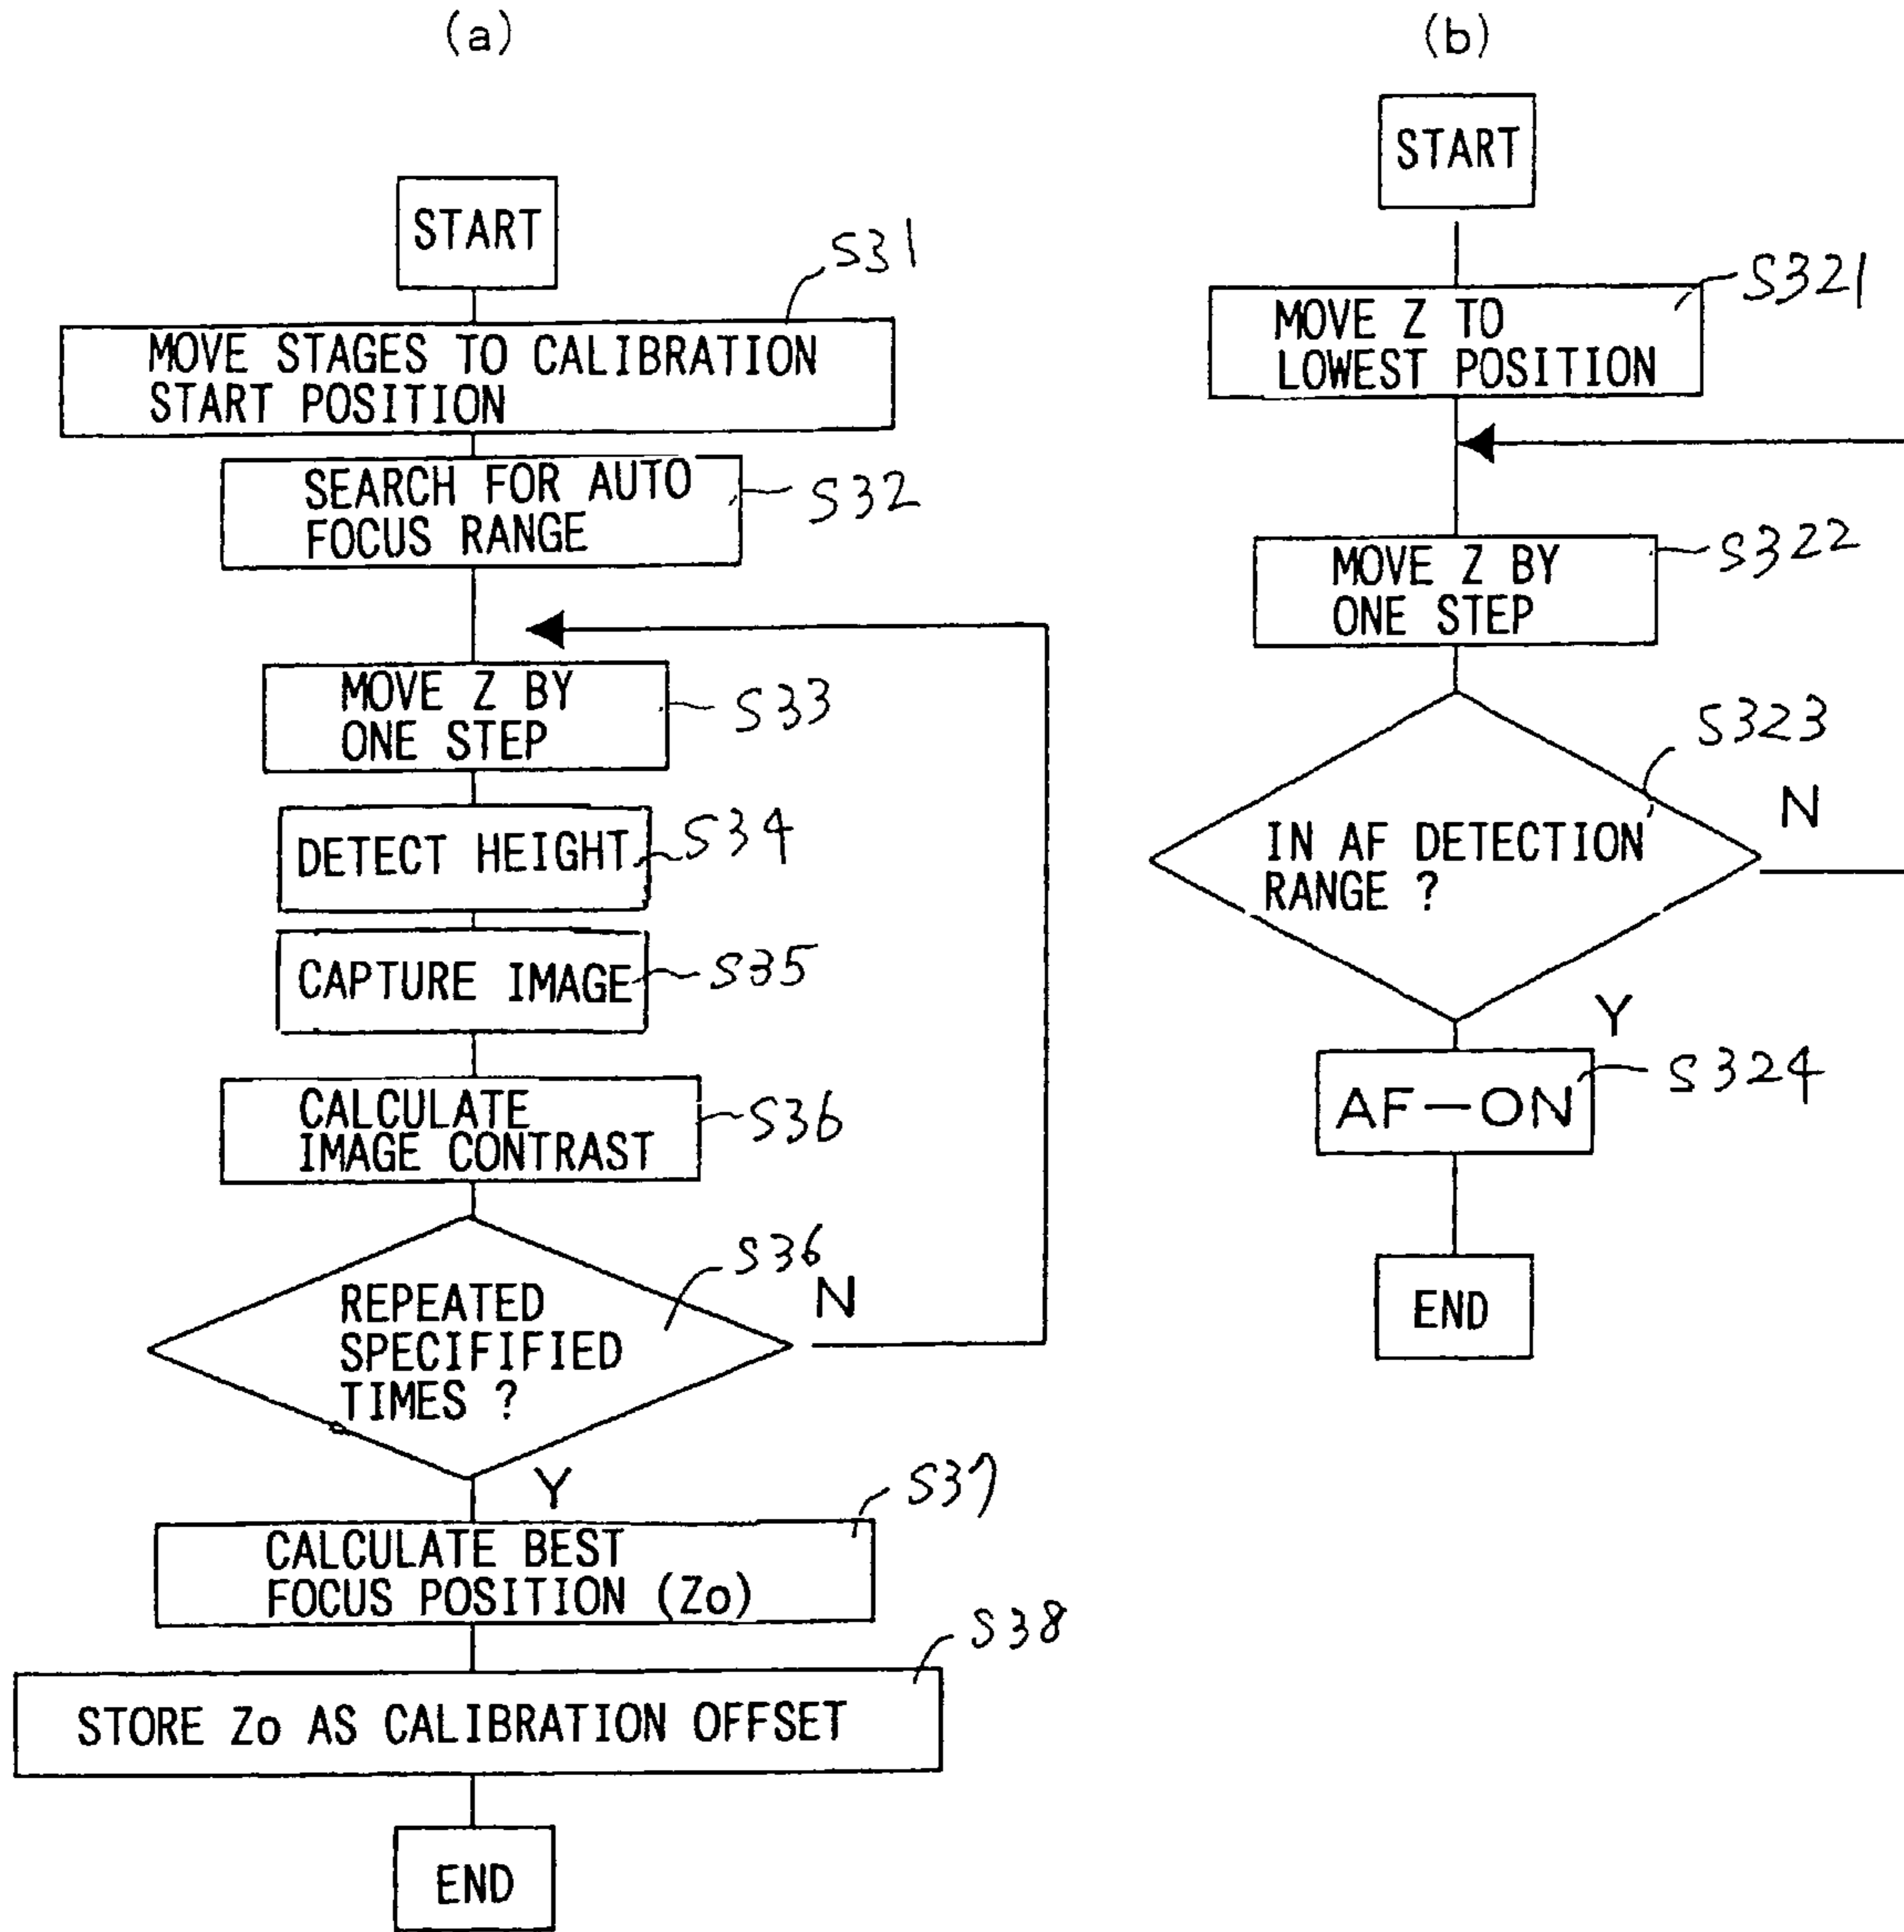 (a)
START
S31
MOVE STAGES TO CALIBRATION
START POSITION
SEARCH FOR AUTO
FOCUS RANGE
S32
MOVE Z BY
ONE STEP
S33
DETECT HEIGHT
S34
CAPTURE IMAGE
S35
CALCULATE
IMAGE CONTRAST
S36
S36
REPEATED
SPECIFIFIED
TIMES ?
N
Y
S37
CALCULATE BEST
FOCUS POSITION (Zo)
S38
STORE Zo AS CALIBRATION OFFSET
END
(b)
START
S321
MOVE Z TO
LOWEST POSITION
S322
MOVE Z BY
ONE STEP
S323
IN AF DETECTION
RANGE ?
N
Y
AF-ON
S324
END